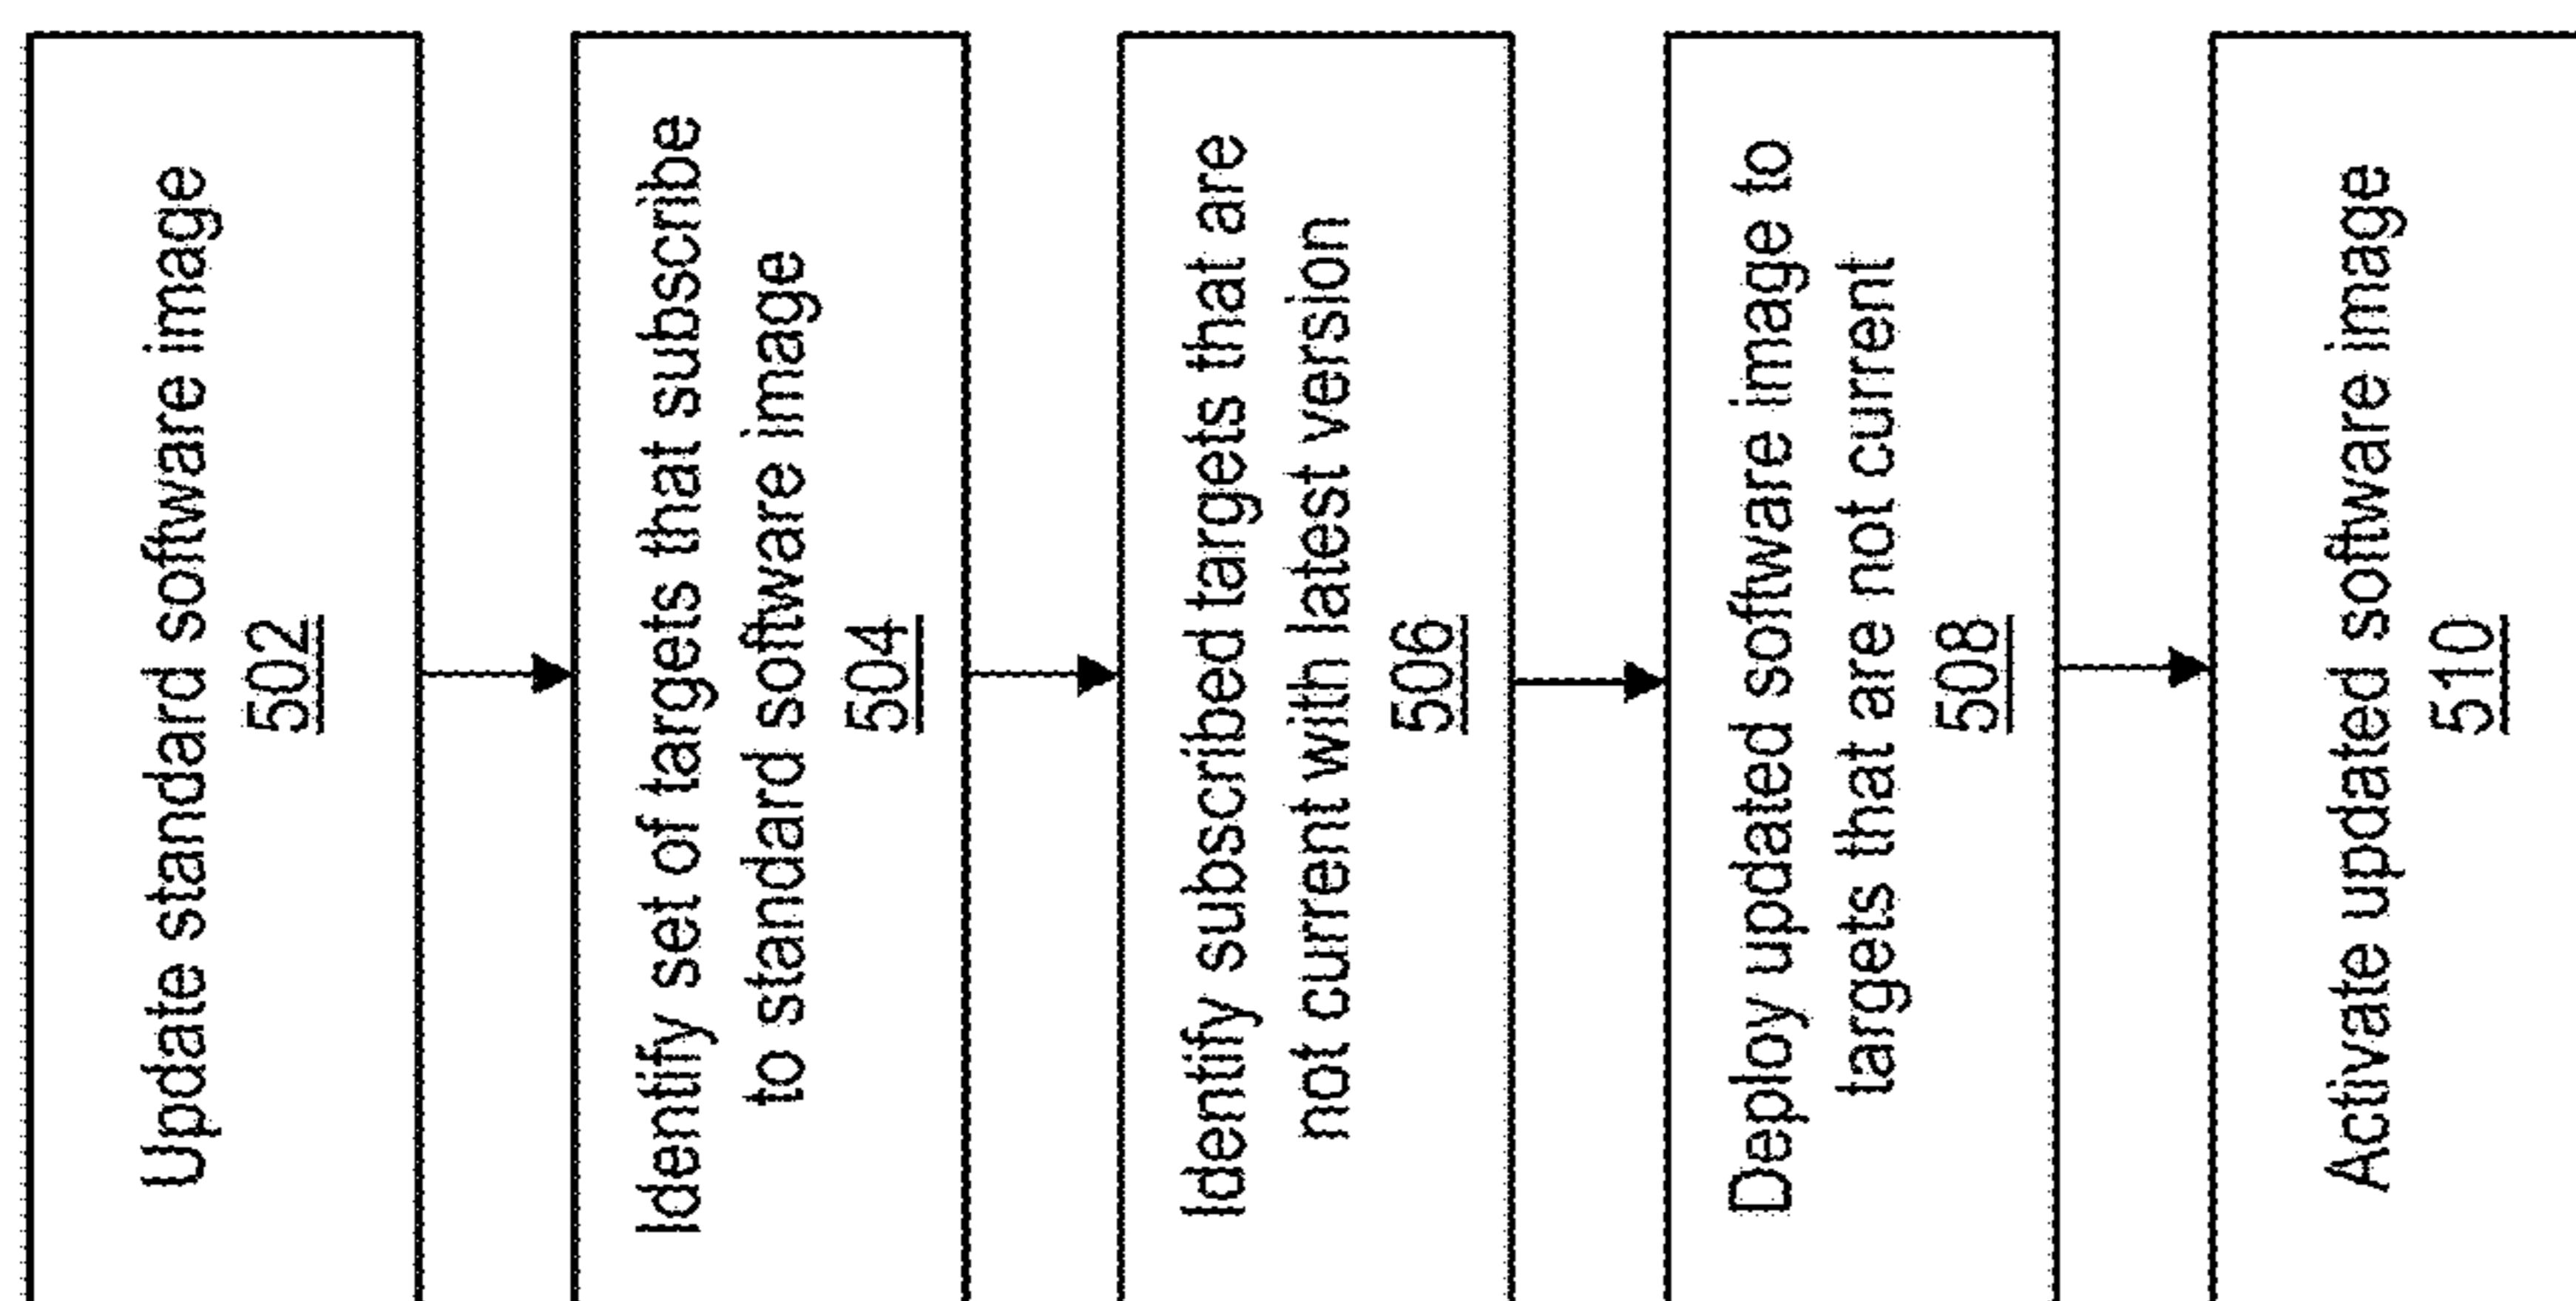 Update standard software image
502
Identify set of targets that subscribe
to standard software image
504
Identify subscribed targets that are
not current with latest version
506
Deploy updated software image to
targets that are not current
508
Activate updated software image
510